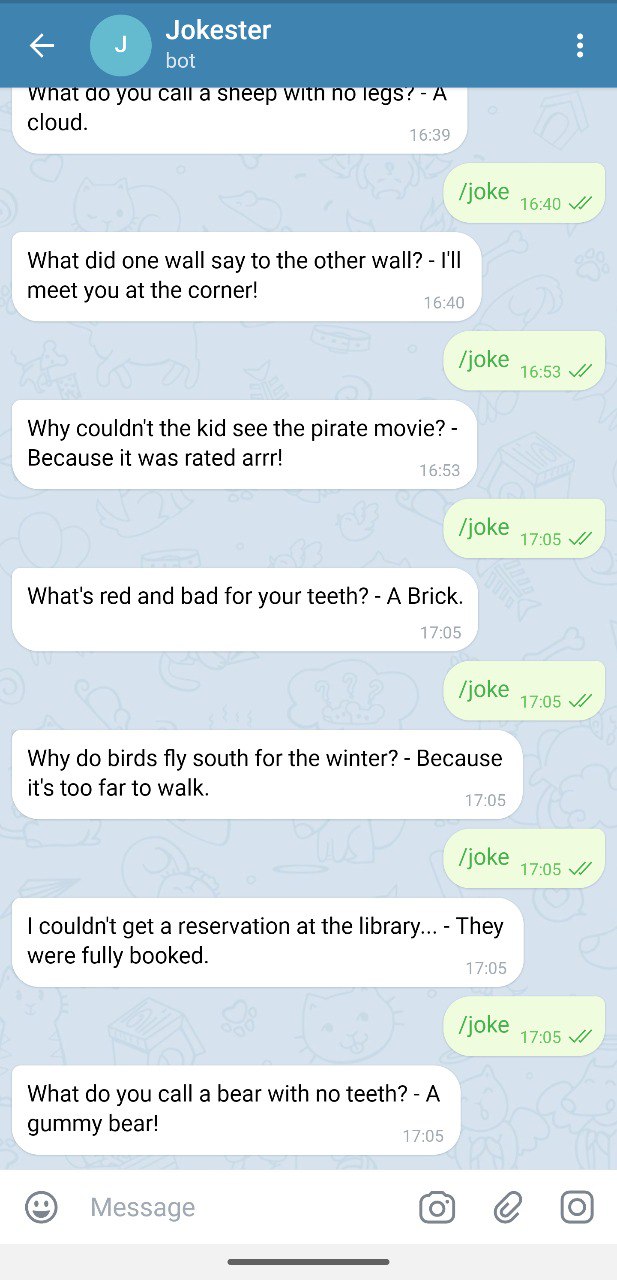 J
Jokester
bot
What do you call a sheep with no legs? - A
cloud.
16:39
/joke
16:40
What did one wall say to the other wall? - I'll
meet you at the corner!
16:40
/joke
16:53
Why couldn't the kid see the pirate movie? -
Because it was rated arrr!
16:53
/joke
17:05
What's red and bad for your teeth? - A Brick.
17:05
/joke
17:05
Why do birds fly south for the winter? - Because
it's too far to walk.
17:05
/joke
17:05
I couldn't get a reservation at the library... - They
were fully booked.
17:05
/joke
17:05
What do you call a bear with no teeth? - A
gummy bear!
17:05
Message